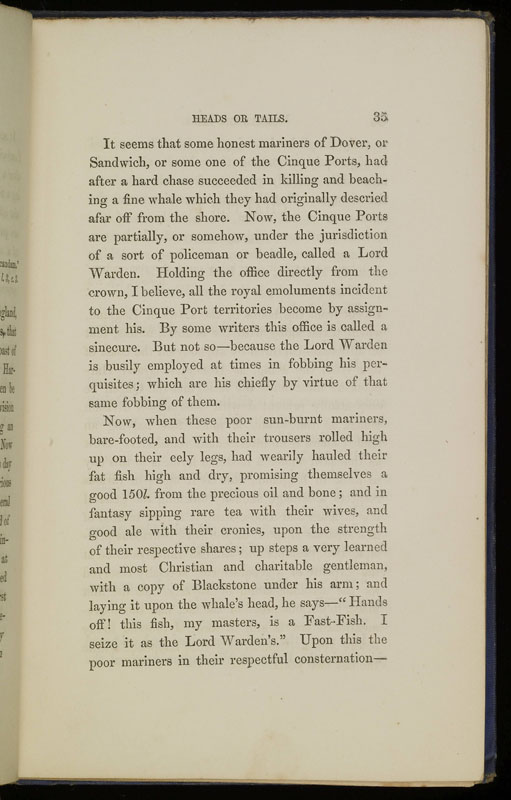 HEADS OR TAILS. 35
It seems that some honest mariners of Dover, or
Sandwich, or some one of the Cinque Ports, had
after a hard chase succeeded in killing and beach-
ing a fine whale which they had originally descried
afar off from the shore. Now, the Cinque Ports
are partially, or somehow, under the jurisdiction
of a sort of policeman or beadle, called a Lord
Warden. Holding the office directly from the
crown, I believe, all the royal emoluments incident
to the Cinque Port territories become by assign-
ment his. By some writers this office is called a
sinecure. But not so—because the Lord Warden
is busily employed at times in fobbing his per-
quisites; which are his chiefly by virtue of that
same fobbing of them.
Now, when these poor sun-burnt mariners,
bare-footed, and with their trousers rolled high
up on their eely legs, had wearily hauled their
fat fish high and dry, promising themselves a
good 150l. from the precious oil and bone; and in
fantasy sipping rare tea with their wives, and
good ale with their cronies, upon the strength
of their respective shares; up steps a very learned
and most Christian and charitable gentleman,
with a copy of Blackstone under his arm; and
laying it upon the whale's head, he says—"Hands
off! this fish, my masters, is a Fast-Fish. I
seize it as the Lord Warden's." Upon this the
poor mariners in their respectful consternation—